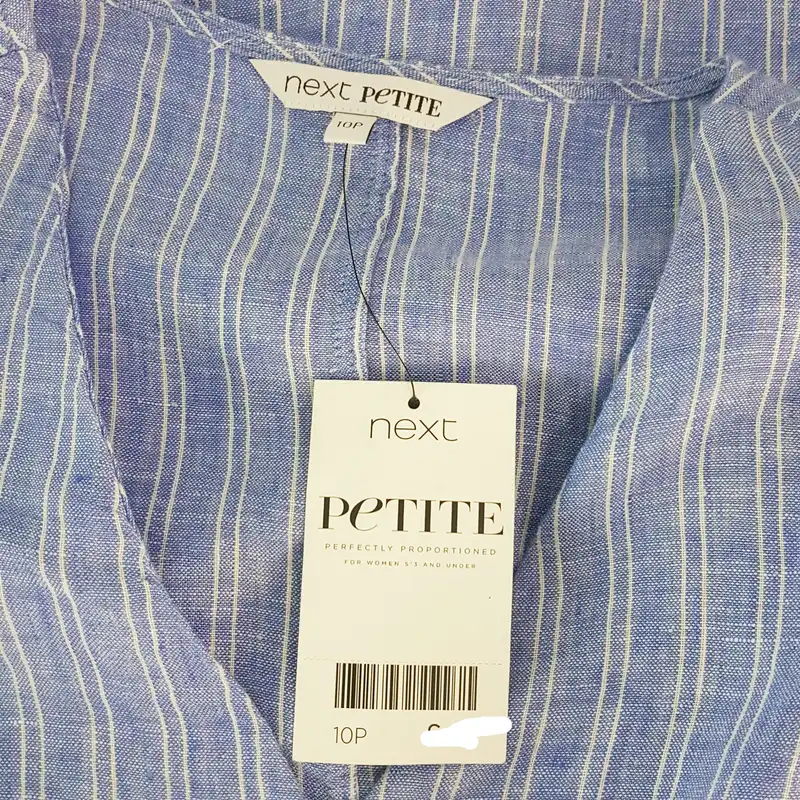 next PeTITE
10P
next
PeTITE
PERFECTLY PROPORTIONED
FOR WOMEN 5'3 AND UNDER
10P